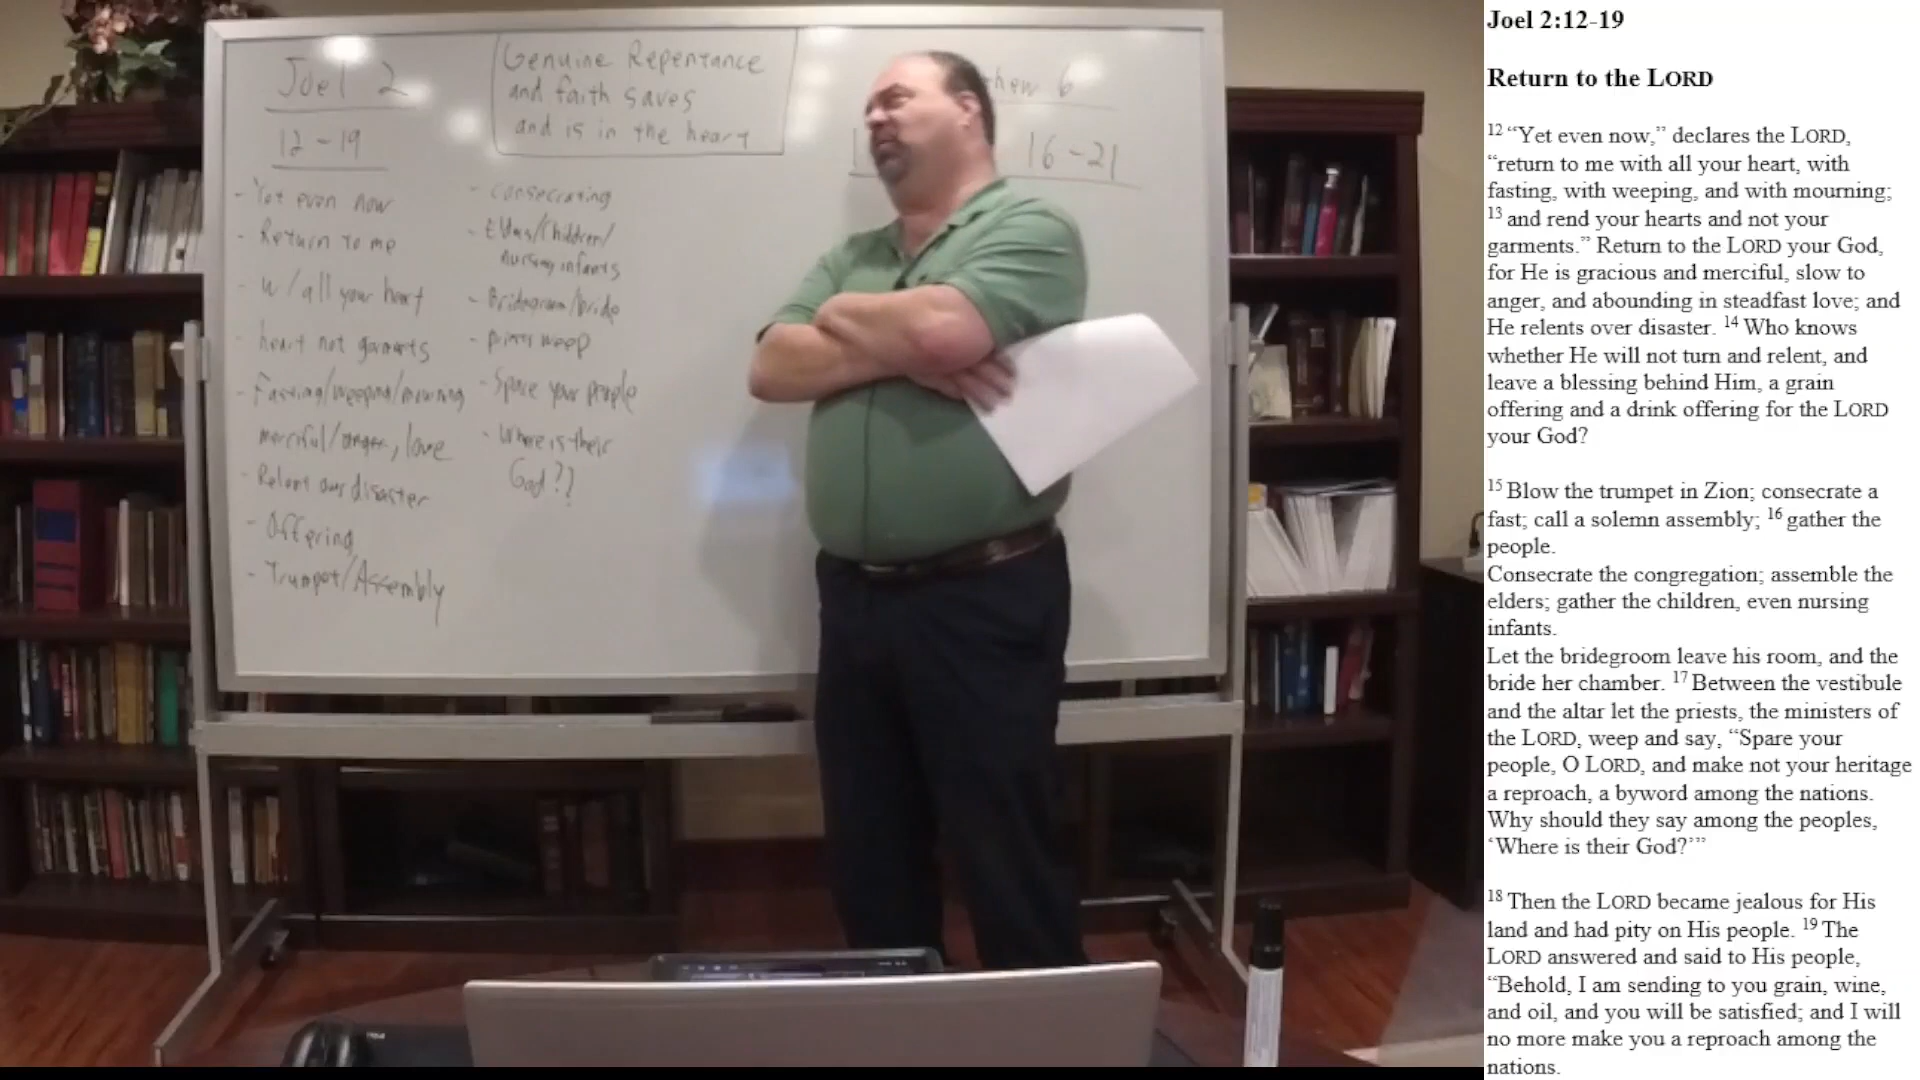 Joel 2
12-19
- Yet even now
- Return to me
- w/all your heart
heart not garments
- Fasting/weeping/mourning
merciful/anger, love
- Relent over disaster
- Offering
- Trumpet/Assembly
Genuine Repentance
and faith saves
and is in the heart
- consecrating
- Elders/Children/
nursing infants
- Bridegroom/bride
- priests weep
- Spare your people
- Where is their
God??
hew 6
16-21
Joel 2:12-19
Return to the LORD
12 “Yet even now,” declares the LORD,
“return to me with all your heart, with
fasting, with weeping, and with mourning;
13 and rend your hearts and not your
garments.” Return to the LORD your God,
for He is gracious and merciful, slow to
anger, and abounding in steadfast love; and
He relents over disaster. 14 Who knows
whether He will not turn and relent, and
leave a blessing behind Him, a grain
offering and a drink offering for the LORD
your God?
15 Blow the trumpet in Zion; consecrate a
fast; call a solemn assembly; 16 gather the
people.
Consecrate the congregation; assemble the
elders; gather the children, even nursing
infants.
Let the bridegroom leave his room, and the
bride her chamber. 17 Between the vestibule
and the altar let the priests, the ministers of
the LORD, weep and say, “Spare your
people, O LORD, and make not your heritage
a reproach, a byword among the nations.
Why should they say among the peoples,
‘Where is their God?’”
18 Then the LORD became jealous for His
land and had pity on His people. 19 The
LORD answered and said to His people,
“Behold, I am sending to you grain, wine,
and oil, and you will be satisfied; and I will
no more make you a reproach among the
nations.